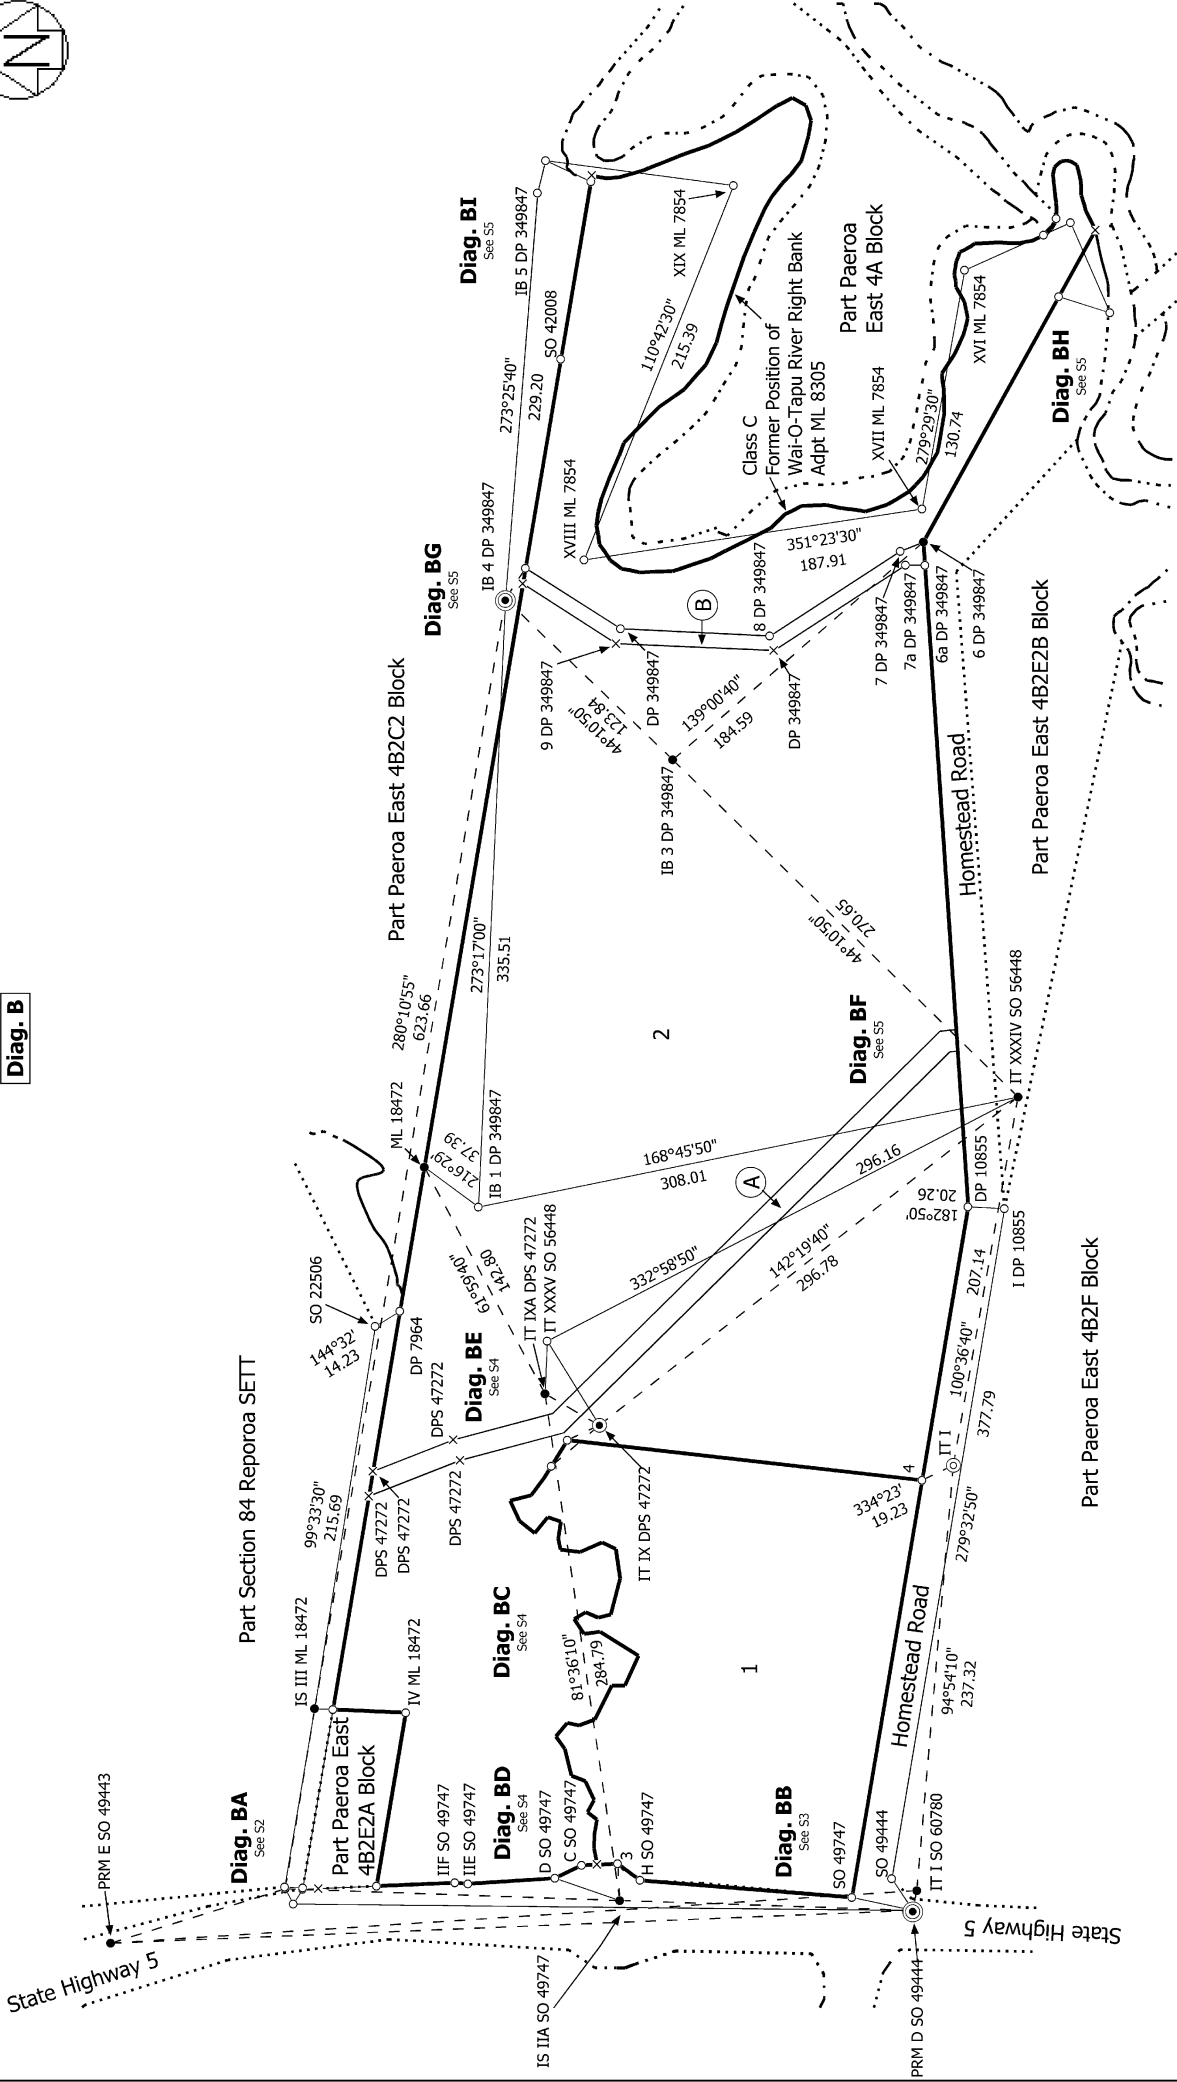 Diag. B
N
PRM E SO 49443
State Highway 5
Diag. BA
See S2
IS III ML 18472
Part Paeroa East
4B2E2A Block
IV ML 18472
Part Section 84 Reporoa SETT
99°33'30"
215.69
SO 22506
144°32'
14.23
DP 7964
DPS 47272
DPS 47272
DPS 47272
DPS 47272
ML 18472
280°10'55"
623.66
Part Paeroa East 4B2C2 Block
216°29'
37.39
IB 1 DP 349847
273°17'00"
335.51
61°59'40"
142.80
Diag. BE
See S4
IT IXA DPS 47272
IT XXXV SO 56448
IT IX DPS 47272
Diag. BG
See S5
IB 4 DP 349847
273°25'40"
229.20
SO 42008
IB 5 DP 349847
Diag. BI
See S5
XIX ML 7854
110°42'30"
215.39
XVIII ML 7854
Class C
Former Position of
Wai-O-Tapu River Right Bank
Adpt ML 8305
Part Paeroa
East 4A Block
XVII ML 7854
XVI ML 7854
279°29'30"
130.74
351°23'30"
187.91
Diag. BH
See S5
9 DP 349847
DP 349847
8 DP 349847
DP 349847
B
44°10'50"
123.84
139°00'40"
184.59
IB 3 DP 349847
7 DP 349847
7a DP 349847
6a DP 349847
6 DP 349847
44°10'50"
270.65
2
Homestead Road
Part Paeroa East 4B2E2B Block
Diag. BF
See S5
IT XXXIV SO 56448
168°45'50"
308.01
296.16
332°58'50"
A
142°19'40"
296.78
182°50'
20.26
DP 10855
I DP 10855
207.14
100°36'40"
377.79
279°32'50"
IT I
4
334°23'
19.23
Part Paeroa East 4B2F Block
Diag. BC
See S4
81°36'10"
284.79
1
Homestead Road
94°54'10"
237.32
Diag. BD
See S4
IIF SO 49747
IIE SO 49747
D SO 49747
C SO 49747
3
H SO 49747
Diag. BB
See S3
SO 49747
SO 49444
IT I SO 60780
State Highway 5
IS IIA SO 49747
PRM D SO 49444